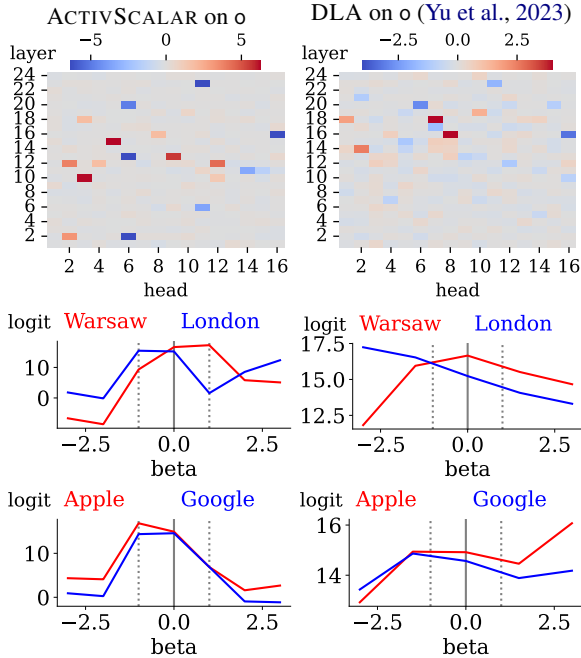 ACTIVSCALAR on o
DLA on o (Yu et al., 2023)
layer −5 0 5
layer −2.5 0.0 2.5
24
22
20
18
16
14
12
10
8
6
4
2
2 4 6 8 10 12 14 16
head
24
22
20
18
16
14
12
10
8
6
4
2
2 4 6 8 10 12 14 16
head
logit Warsaw London
10
0
−2.5 0.0 2.5
beta
logit Warsaw London
17.5
15.0
12.5
−2.5 0.0 2.5
beta
logit Apple Google
10
0
−2.5 0.0 2.5
beta
logit Apple Google
16
14
−2.5 0.0 2.5
beta